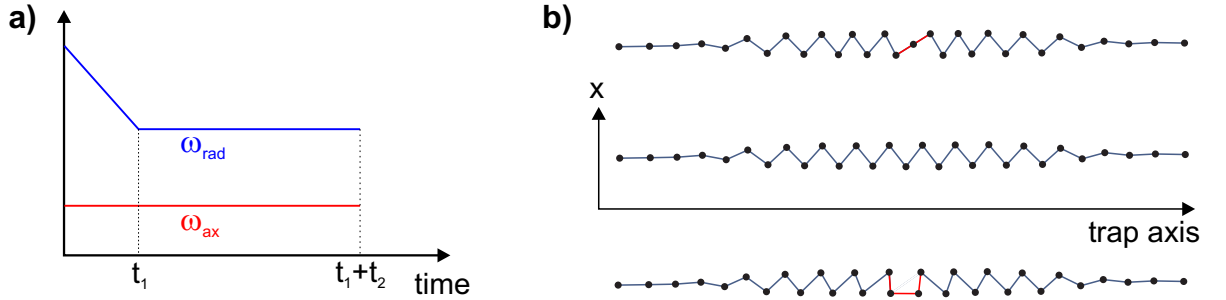 a)
ω_rad
ω_ax
t_1
t_1+t_2
time
b)
x
trap axis